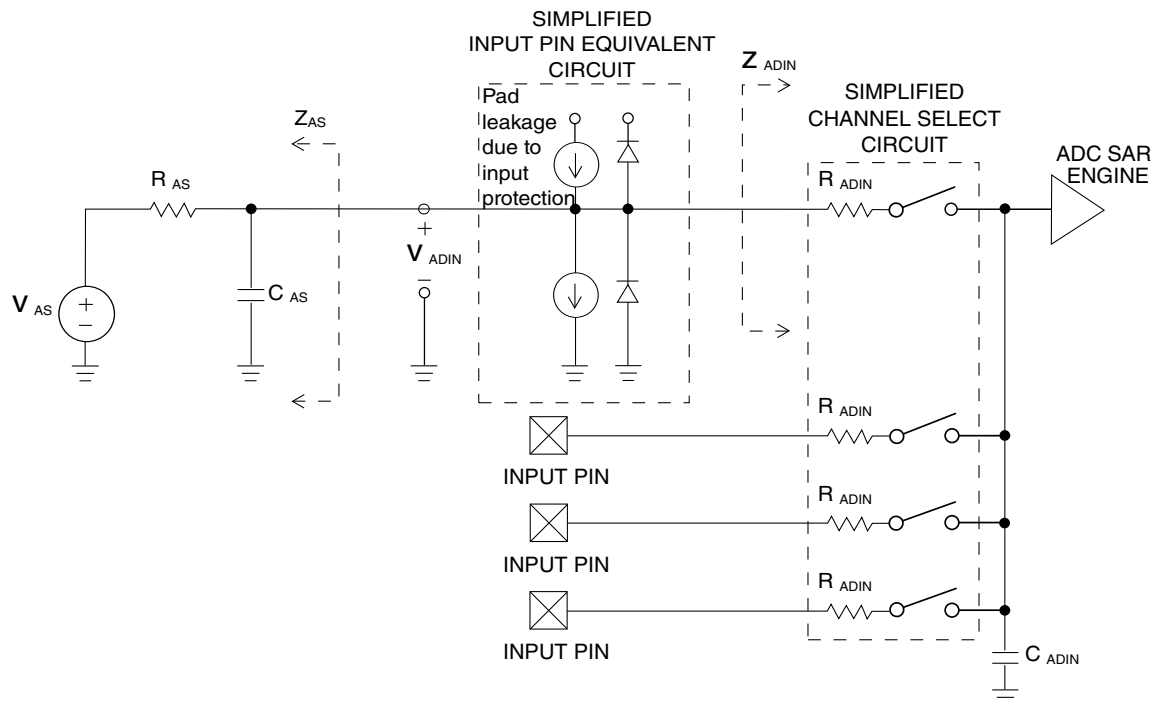 SIMPLIFIED
INPUT PIN EQUIVALENT
CIRCUIT
Z ADIN
SIMPLIFIED
CHANNEL SELECT
CIRCUIT
ADC SAR
ENGINE
Pad
leakage
due to
input
protection
Z AS
R AS
R ADIN
+
V ADIN
–
C AS
V AS
+
–
R ADIN
INPUT PIN
R ADIN
INPUT PIN
R ADIN
INPUT PIN
C ADIN